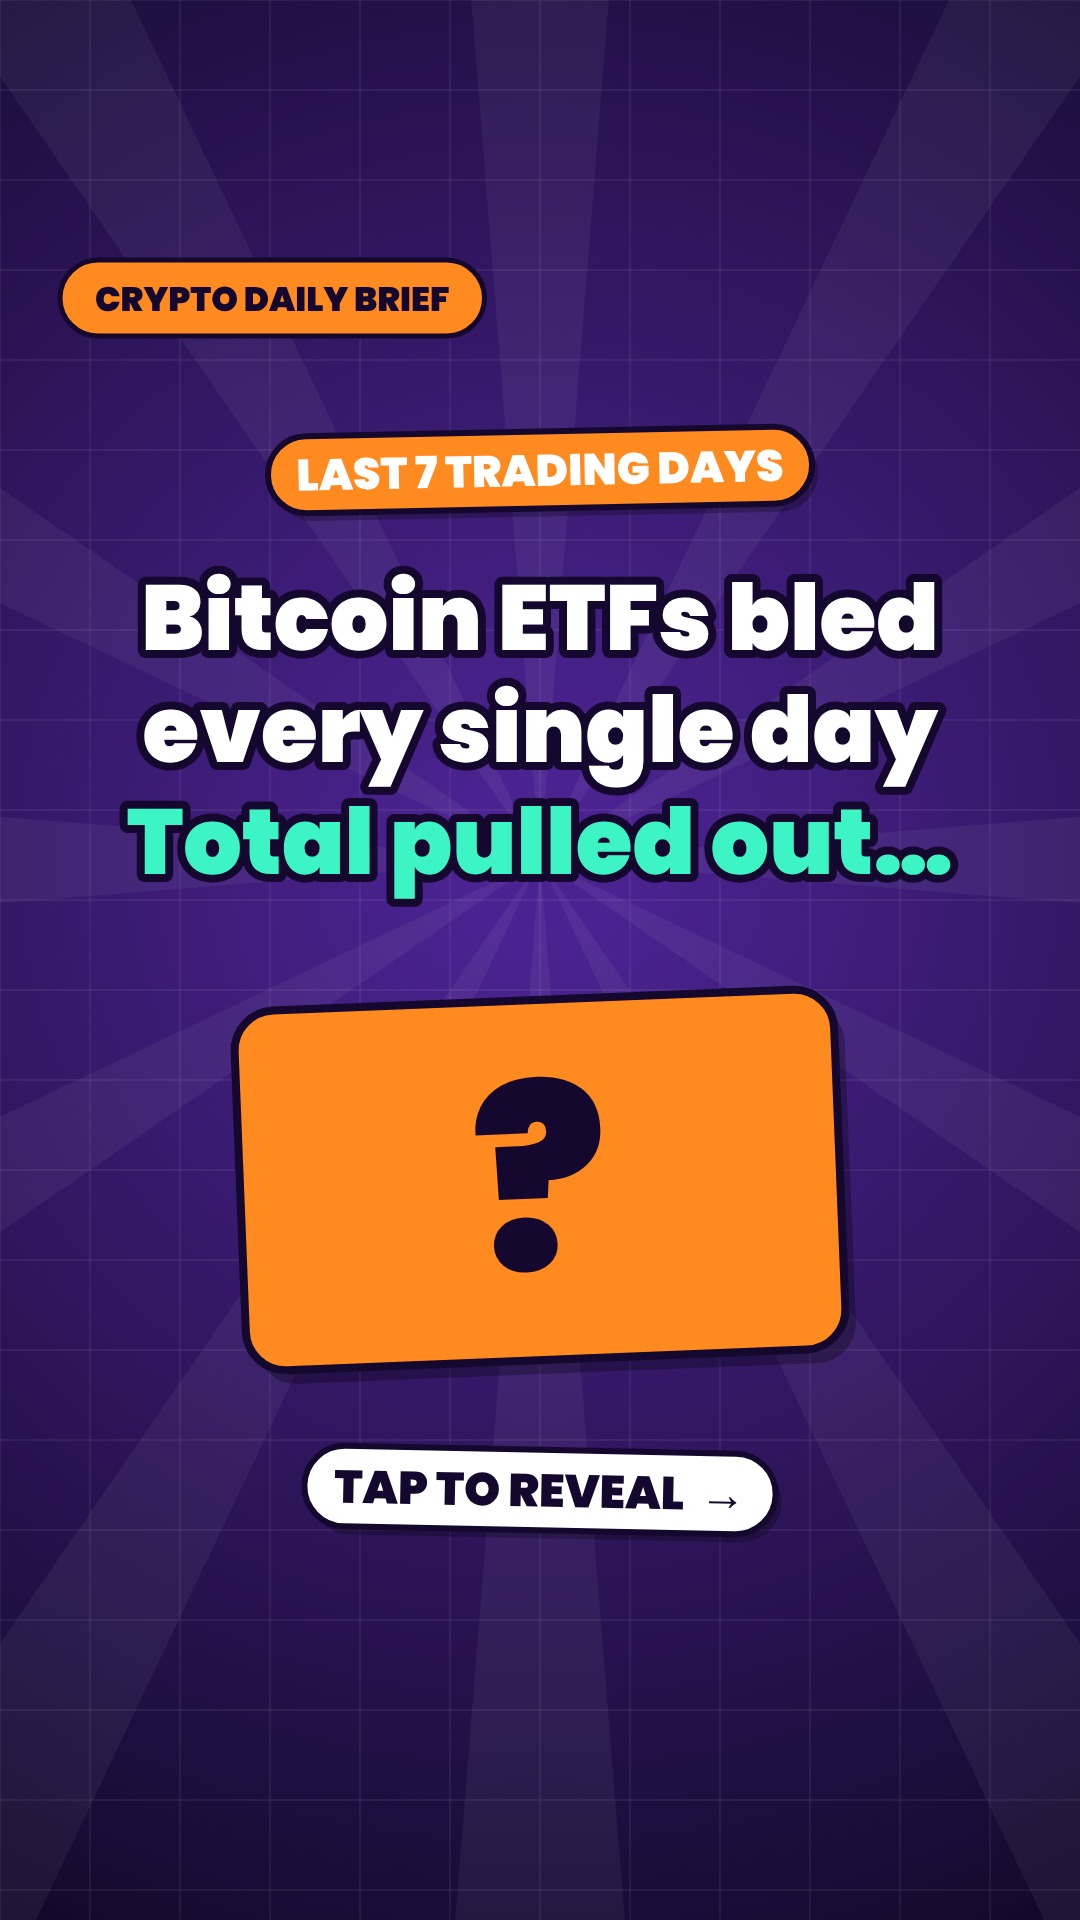 CRYPTO DAILY BRIEF
LAST 7 TRADING DAYS
Bitcoin ETFs bled
every single day
Total pulled out...
?
TAP TO REVEAL →